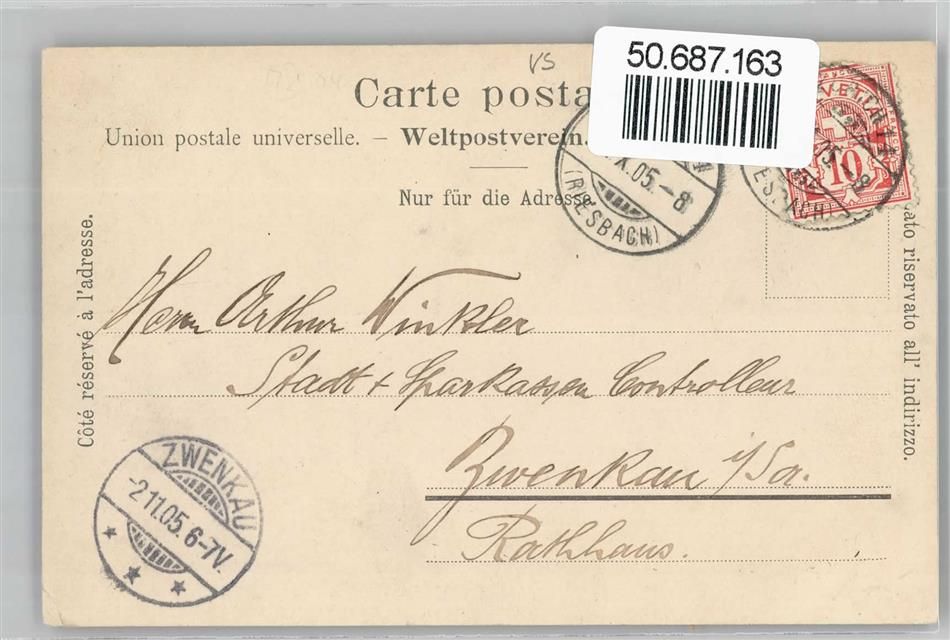 VS
50.687.163
Carte posta
Union postale universelle. – Weltpostverein.
Nur für die Adresse.
X.05.–8
(RIESBACH)
HELVETIA
10
Côté réservé à l'adresse.
ato riservato all' indirizzo.
Herrn Arthur Winkler
Stadt + Sparkassen Controlleur
Zwenkau i/Sa.
Rathhaus.
ZWENKAU
-2.11.05. 6-7V.